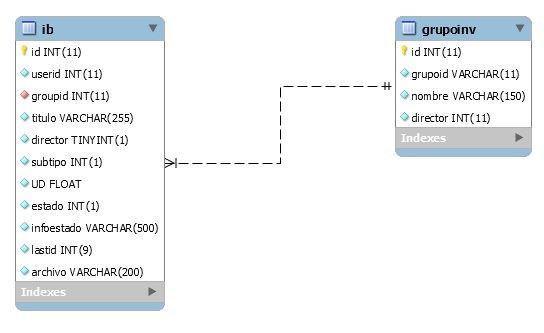 ib
id INT(11)
userid INT(11)
groupid INT(11)
titulo VARCHAR(255)
director TINYINT(1)
subtipo INT(1)
UD FLOAT
estado INT(1)
infoestado VARCHAR(500)
lastid INT(9)
archivo VARCHAR(200)
Indexes
grupoinv
id INT(11)
grupoid VARCHAR(11)
nombre VARCHAR(150)
director INT(11)
Indexes